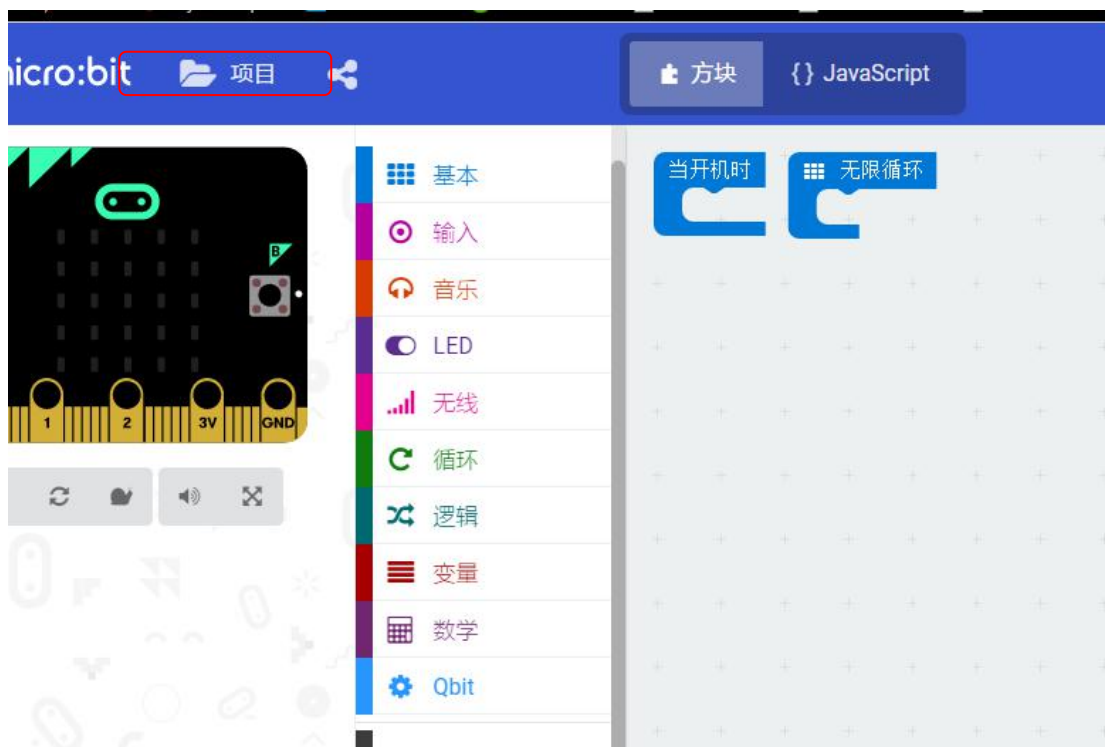 micro:bit 项目 方块 {} JavaScript
基本
输入
音乐
LED
无线
循环
逻辑
变量
数学
Qbit
当开机时 无限循环
B
1 2 3V GND